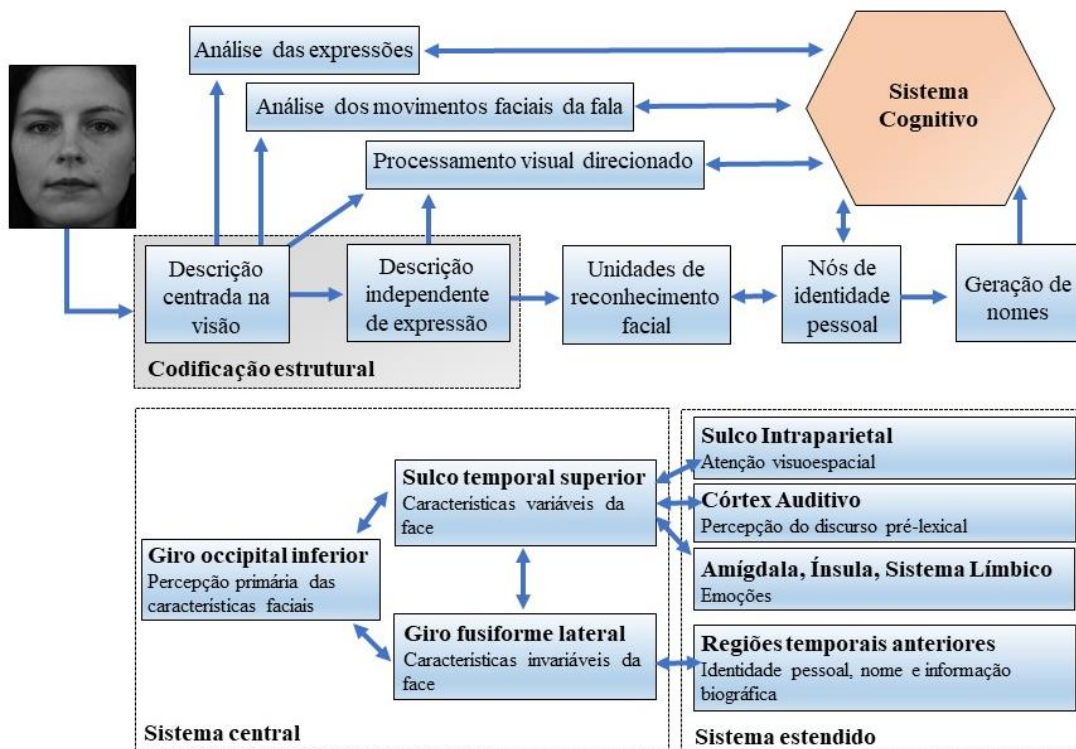 Análise das expressões
Análise dos movimentos faciais da fala
Processamento visual direcionado
Sistema
Cognitivo
Descrição
centrada na
visão
Descrição
independente
de expressão
Codificação estrutural
Unidades de
reconhecimento
facial
Nós de
identidade
pessoal
Geração de
nomes
Giro occipital inferior
Percepção primária das
características faciais
Sulco temporal superior
Características variáveis da
face
Giro fusiforme lateral
Características invariáveis da
face
Sistema central
Sulco Intraparietal
Atenção visuoespacial
Córtex Auditivo
Percepção do discurso pré-lexical
Amígdala, Ínsula, Sistema Límbico
Emoções
Regiões temporais anteriores
Identidade pessoal, nome e informação
biográfica
Sistema estendido